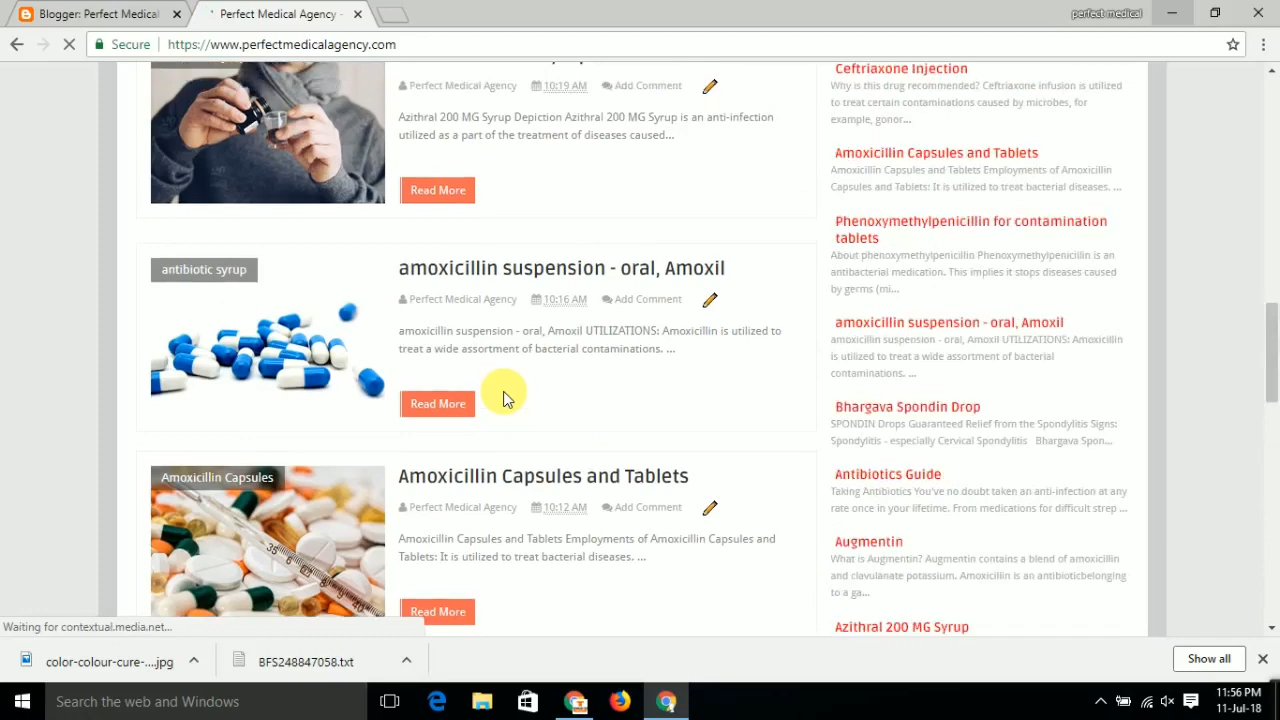 Blogger: Perfect Medical
Perfect Medical Agency -
perfect medical
Secure
https://www.perfectmedicalagency.com
Perfect Medical Agency
10:19 AM
Add Comment
Azithral 200 MG Syrup Depiction Azithral 200 MG Syrup is an anti-infection
utilized as a part of the treatment of diseases caused...
Read More
antibiotic syrup
amoxicillin suspension - oral, Amoxil
Perfect Medical Agency
10:16 AM
Add Comment
amoxicillin suspension - oral, Amoxil UTILIZATIONS: Amoxicillin is utilized to
treat a wide assortment of bacterial contaminations. ...
Read More
Amoxicillin Capsules
Amoxicillin Capsules and Tablets
Perfect Medical Agency
10:12 AM
Add Comment
Amoxicillin Capsules and Tablets Employments of Amoxicillin Capsules and
Tablets: It is utilized to treat bacterial diseases. ...
35
40
Read More
Ceftriaxone Injection
Why is this drug recommended? Ceftriaxone infusion is utilized
to treat certain contaminations caused by microbes, for
example, gonor...
Amoxicillin Capsules and Tablets
Amoxicillin Capsules and Tablets Employments of Amoxicillin
Capsules and Tablets: It is utilized to treat bacterial diseases. ...
Phenoxymethylpenicillin for contamination
tablets
About phenoxymethylpenicillin Phenoxymethylpenicillin is an
antibacterial medication. This implies it stops diseases caused
by germs (mi...
amoxicillin suspension - oral, Amoxil
amoxicillin suspension - oral, Amoxil UTILIZATIONS: Amoxicillin
is utilized to treat a wide assortment of bacterial
contaminations. ...
Bhargava Spondin Drop
SPONDIN Drops Guaranteed Relief from the Spondylitis Signs:
Spondylitis - especially Cervical Spondylitis Bhargava Spon...
Antibiotics Guide
Taking Antibiotics You've no doubt taken an anti-infection at any
rate once in your lifetime. From medications for difficult strep ...
Augmentin
What is Augmentin? Augmentin contains a blend of amoxicillin
and clavulanate potassium. Amoxicillin is an antibioticbelonging
to a ga...
Azithral 200 MG Syrup
Waiting for contextual.media.net...
color-colour-cure-....jpg
BFS248847058.txt
Show all
Search the web and Windows
11:56 PM
11-Jul-18